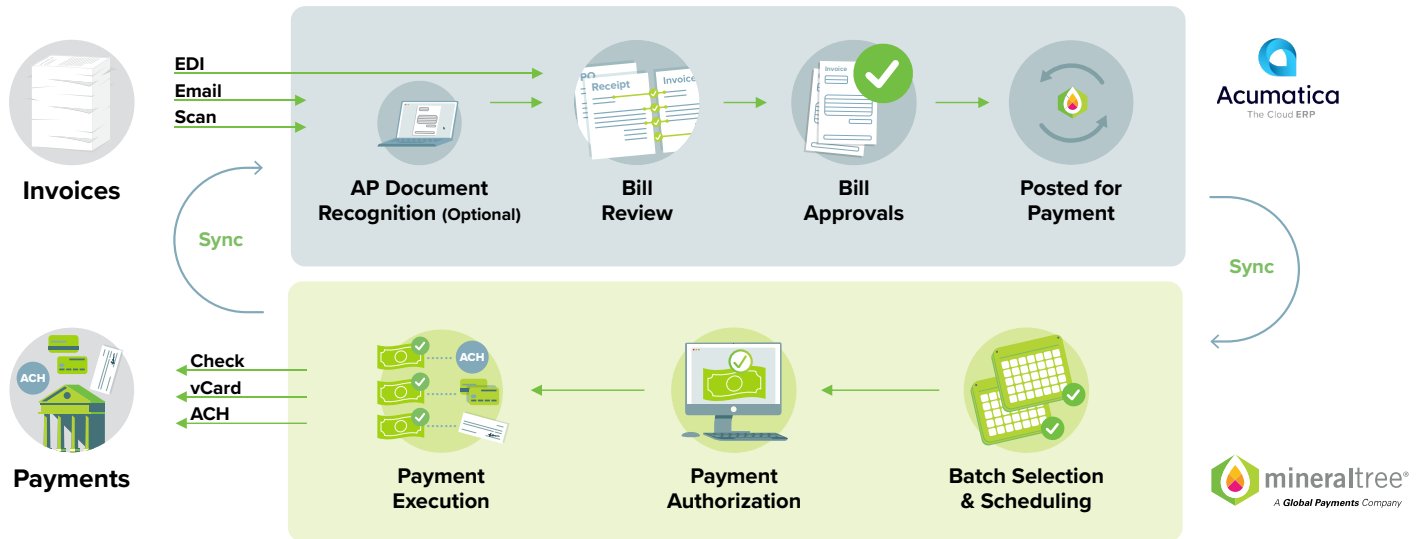 EDI
Email
Scan
Invoices
PO
Receipt
Invoice
Invoice
AP Document
Recognition (Optional)
Bill
Review
Bill
Approvals
Posted for
Payment
Acumatica
The Cloud ERP
Sync
Sync
ACH
Payments
Check
vCard
ACH
ACH
Payment
Execution
Payment
Authorization
Batch Selection
& Scheduling
mineraltree®
A Global Payments Company